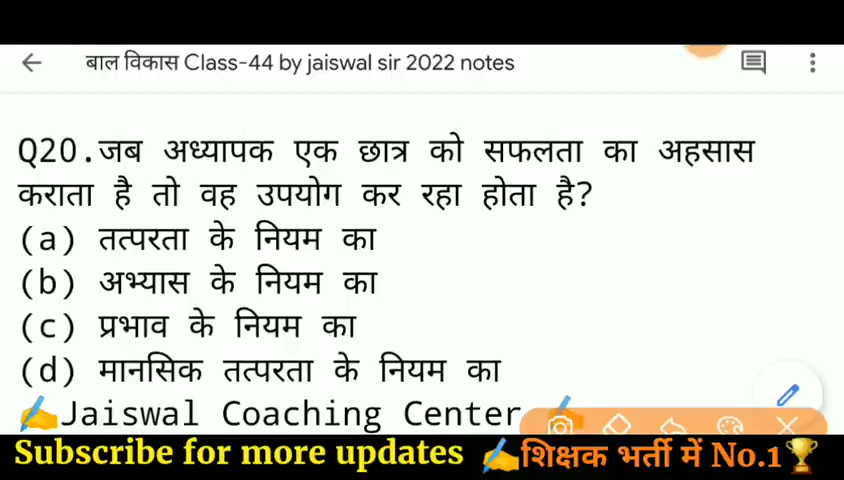 बाल विकास Class-44 by jaiswal sir 2022 notes
Q20.जब अध्यापक एक छात्र को सफलता का अहसास
कराता है तो वह उपयोग कर रहा होता है?
(a) तत्परता के नियम का
(b) अभ्यास के नियम का
(c) प्रभाव के नियम का
(d) मानसिक तत्परता के नियम का
✍️Jaiswal Coaching Center ✍️
Subscribe for more updates ✍️शिक्षक भर्ती में No.1🏆